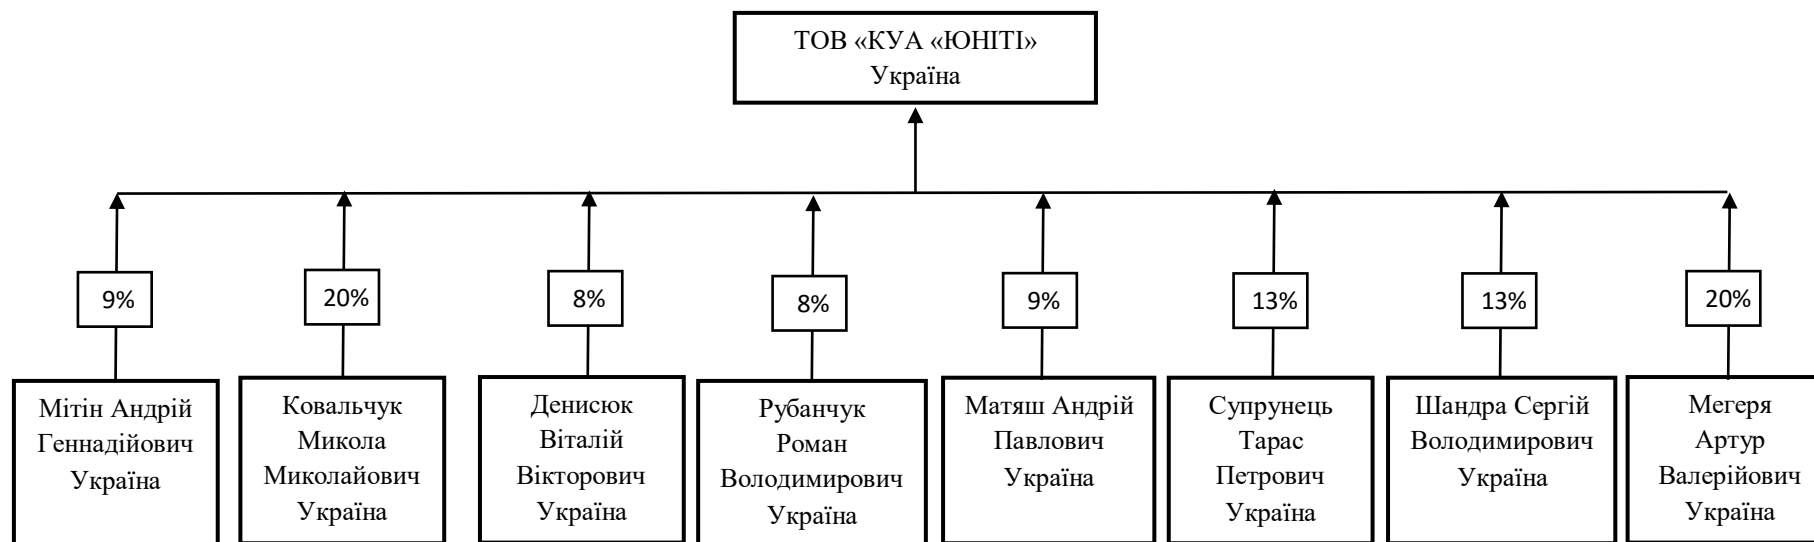 ТОВ «КУА «ЮНІТІ»
Україна
9%
20%
8%
8%
9%
13%
13%
20%
Мітін Андрій
Геннадійович
Україна
Ковальчук
Микола
Миколайович
Україна
Денисюк
Віталій
Вікторович
Україна
Рубанчук
Роман
Володимирович
Україна
Матяш Андрій
Павлович
Україна
Супрунець
Тарас
Петрович
Україна
Шандра Сергій
Володимирович
Україна
Мегеря
Артур
Валерійович
Україна